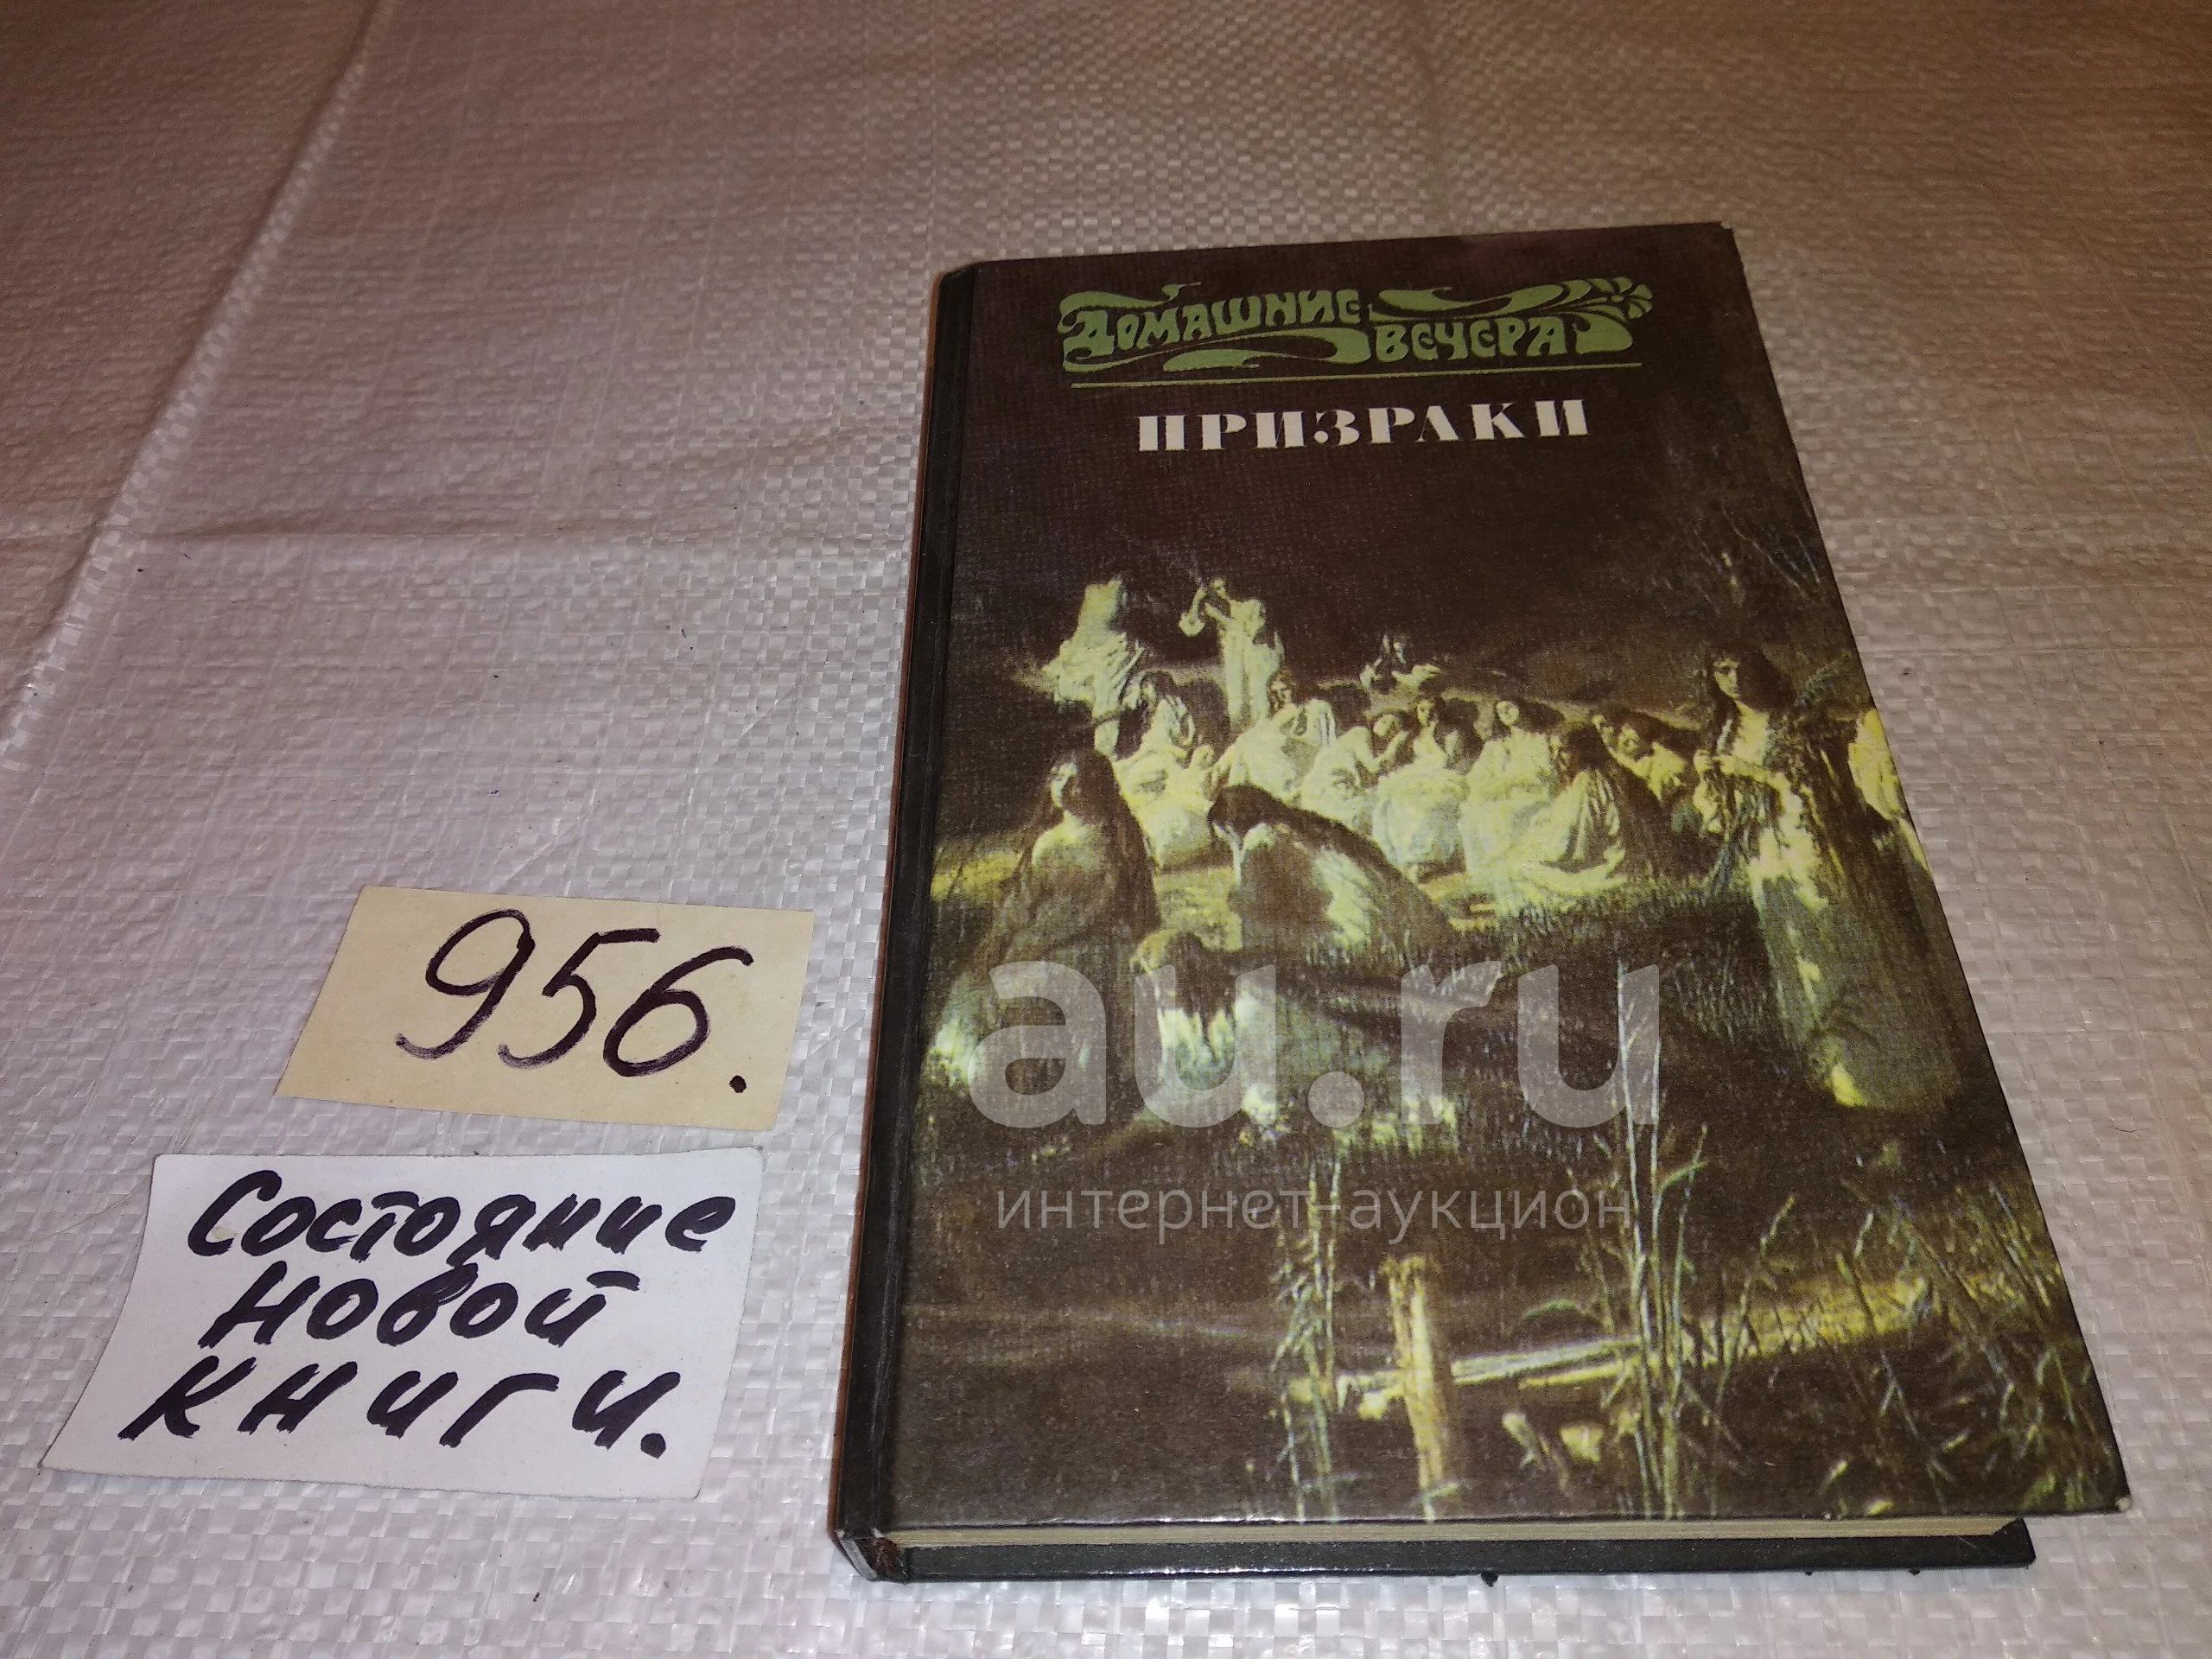 Домашние
вечера
ПРИЗРАКИ
956.
Состояние
новой
книги.
au.ru
интернет-аукцион